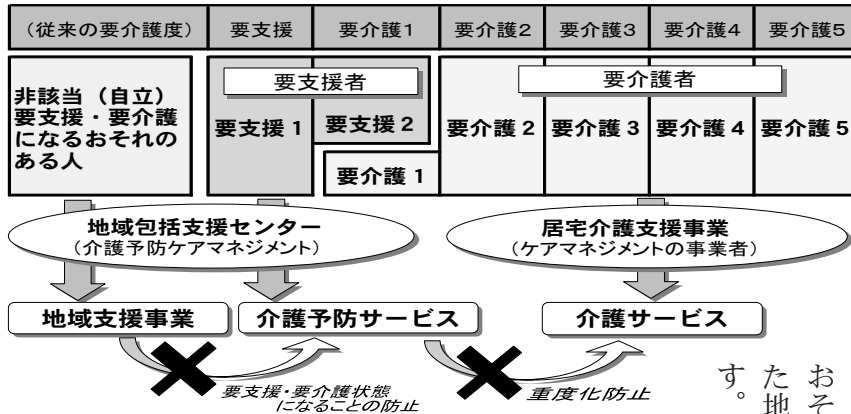 (従来の要介護度) 要支援 要介護1 要介護2 要介護3 要介護4 要介護5
要支援者 要介護者
非該当(自立)
要支援・要介護
になるおそれの
ある人
要支援1 要支援2 要介護2 要介護3 要介護4 要介護5
要介護1
地域包括支援センター
(介護予防ケアマネジメント)
居宅介護支援事業
(ケアマネジメントの事業者)
地域支援事業 介護予防サービス 介護サービス
要支援・要介護状態
になることの防止
重度化防止
おそ
た地
す。